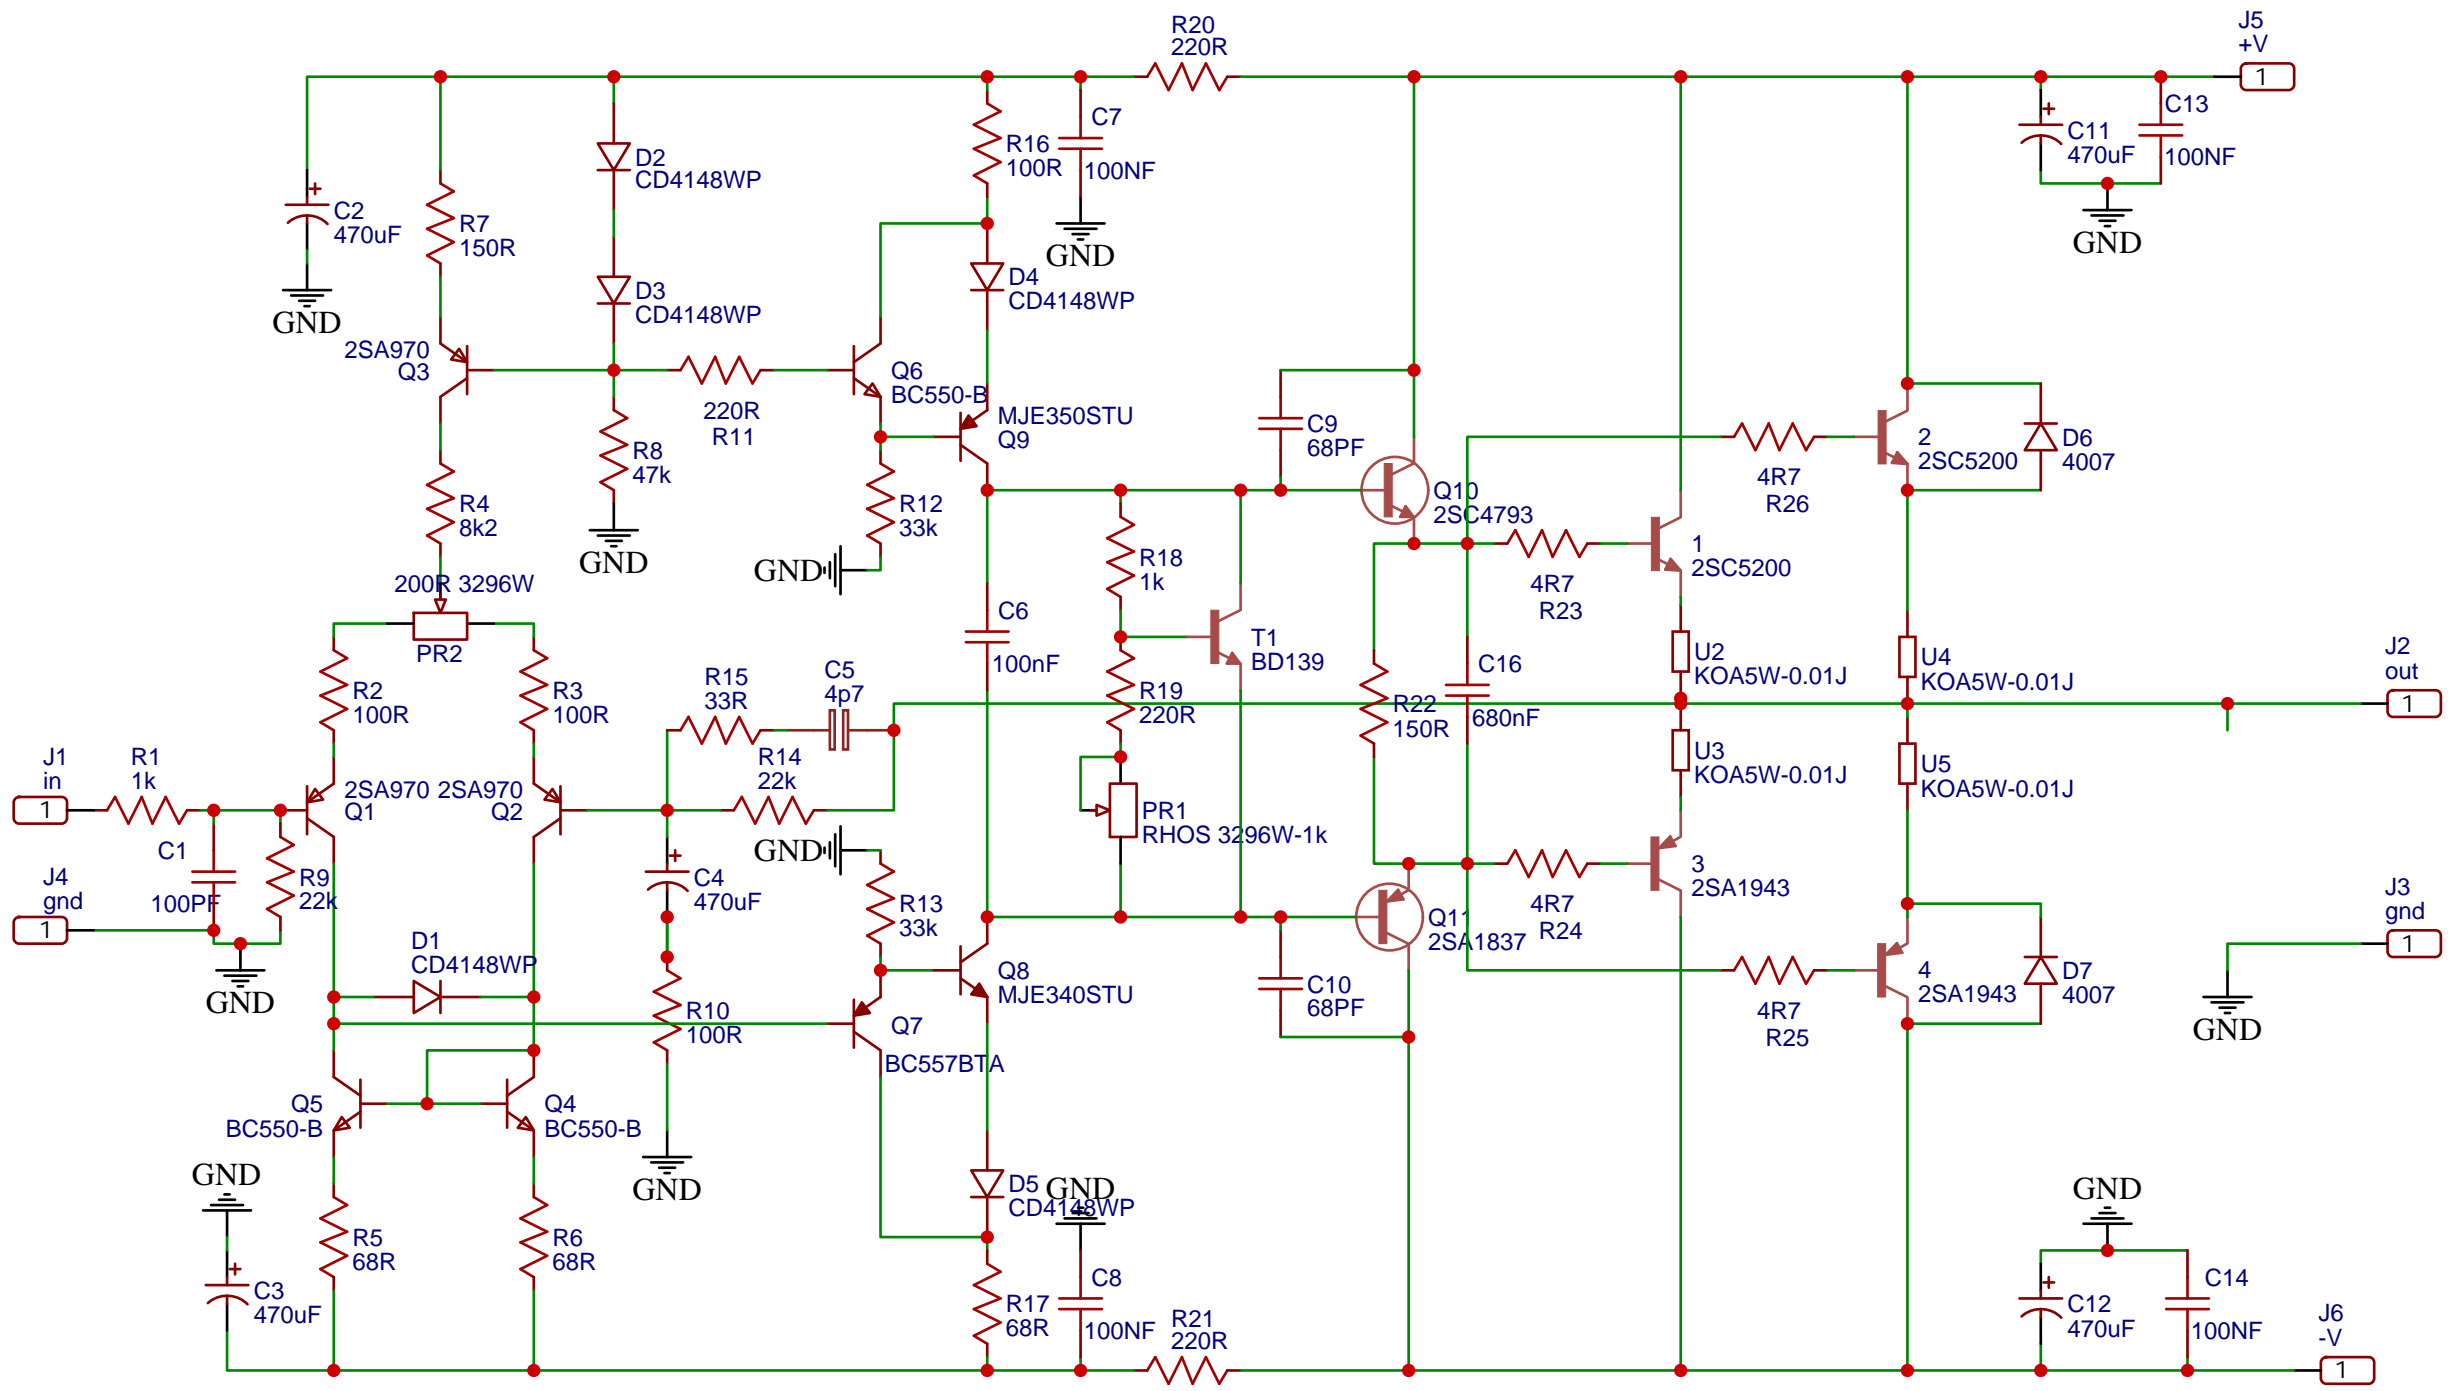 R20
220R
J5
+V
1
C13
100NF
C11
470uF
GND
C7
100NF
GND
R16
100R
D2
CD4148WP
C2
470uF
GND
R7
150R
D3
CD4148WP
D4
CD4148WP
2SA970
Q3
Q6
BC550-B
220R
R11
MJE350STU
Q9
R8
47k
GND
R4
8k2
R12
33k
GND
C9
68PF
Q10
2SC4793
2
2SC5200
D6
4007
4R7
R26
1
2SC5200
4R7
R23
200R 3296W
PR2
R18
1k
C6
100nF
T1
BD139
R2
100R
R3
100R
R15
33R
C5
4p7
R19
220R
R22
150R
C16
680nF
U2
KOA5W-0.01J
U4
KOA5W-0.01J
J2
out
1
J1
in
1
R1
1k
2SA970
Q1
2SA970
Q2
R14
22k
GND
PR1
RHOS 3296W-1k
U3
KOA5W-0.01J
U5
KOA5W-0.01J
C1
100PF
J4
gnd
1
R9
22k
GND
C4
470uF
R13
33k
Q11
2SA1837
3
2SA1943
4R7
R24
J3
gnd
1
GND
D1
CD4148WP
R10
100R
GND
Q7
BC557BTA
Q8
MJE340STU
C10
68PF
4R7
R25
4
2SA1943
D7
4007
Q5
BC550-B
Q4
BC550-B
GND
C3
470uF
R5
68R
R6
68R
D5
CD4148WP
GND
R17
68R
C8
100NF
R21
220R
GND
C12
470uF
C14
100NF
J6
-V
1